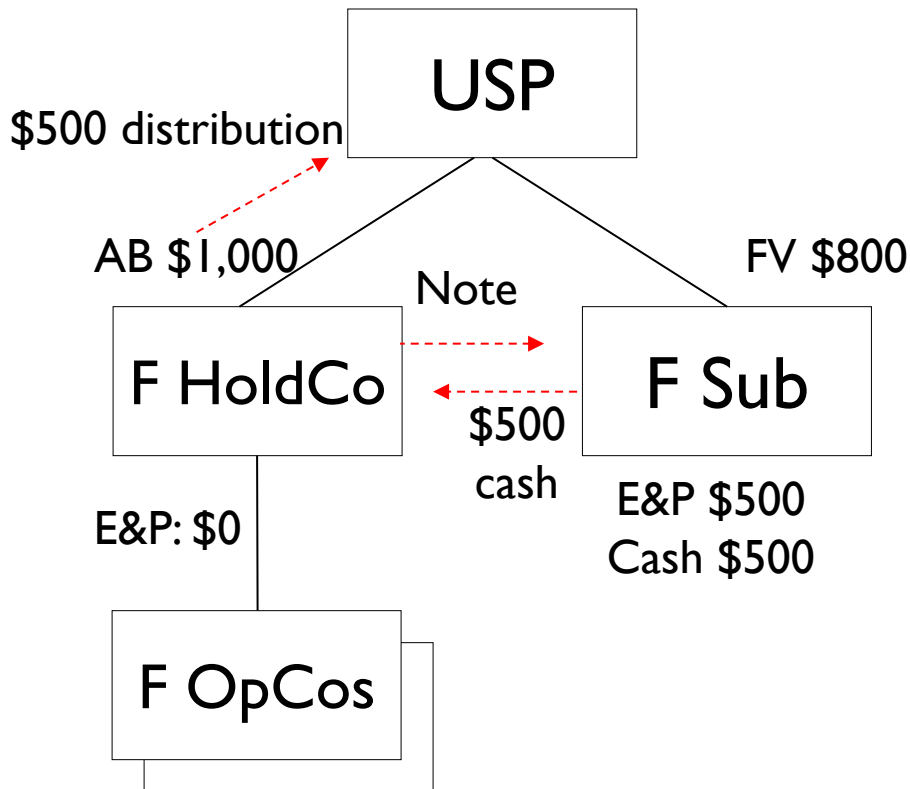 USP
$500 distribution
AB $1,000
FV $800
Note
F HoldCo
F Sub
$500
cash
E&P: $0
E&P $500
Cash $500
F OpCos